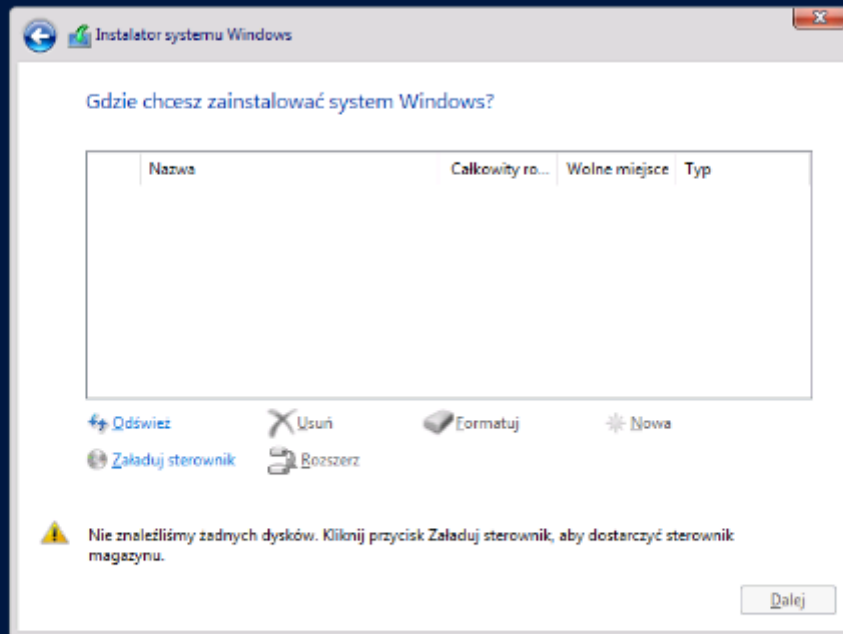 Instalator systemu Windows
Gdzie chcesz zainstalować system Windows?
Nazwa Całkowity ro... Wolne miejsce Typ
Odśwież Usuń Formatuj Nowa
Załaduj sterownik Rozszerz
Nie znaleźliśmy żadnych dysków. Kliknij przycisk Załaduj sterownik, aby dostarczyć sterownik
magazynu.
Dalej